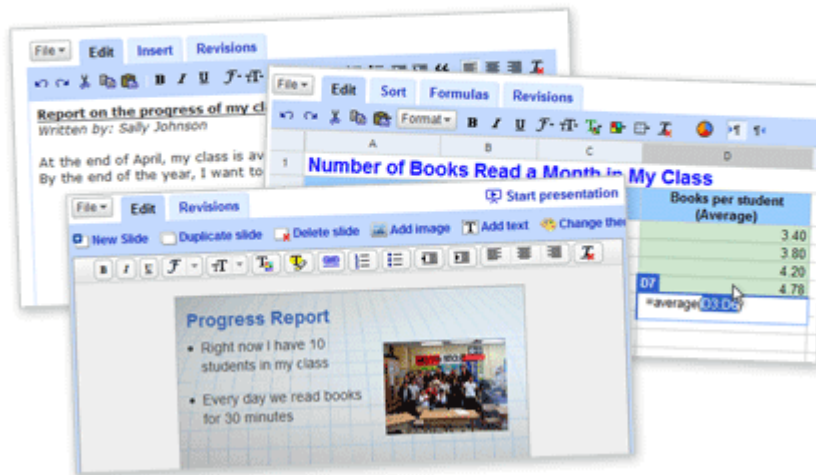 File Edit Insert Revisions
B I U
Report on the progress of my cl
Written by: Sally Johnson
At the end of April, my class is av
By the end of the year, I want to
File Edit Sort Formulas Revisions
Format B I U
A B C D
1 Number of Books Read a Month in My Class
Books per student
(Average)
3.40
3.80
4.20
4.78
D7
=average(D3:D6)
File Edit Revisions
Start presentation
New Slide Duplicate slide Delete slide Add image Add text Change the
B I U
Progress Report
• Right now I have 10
students in my class
• Every day we read books
for 30 minutes